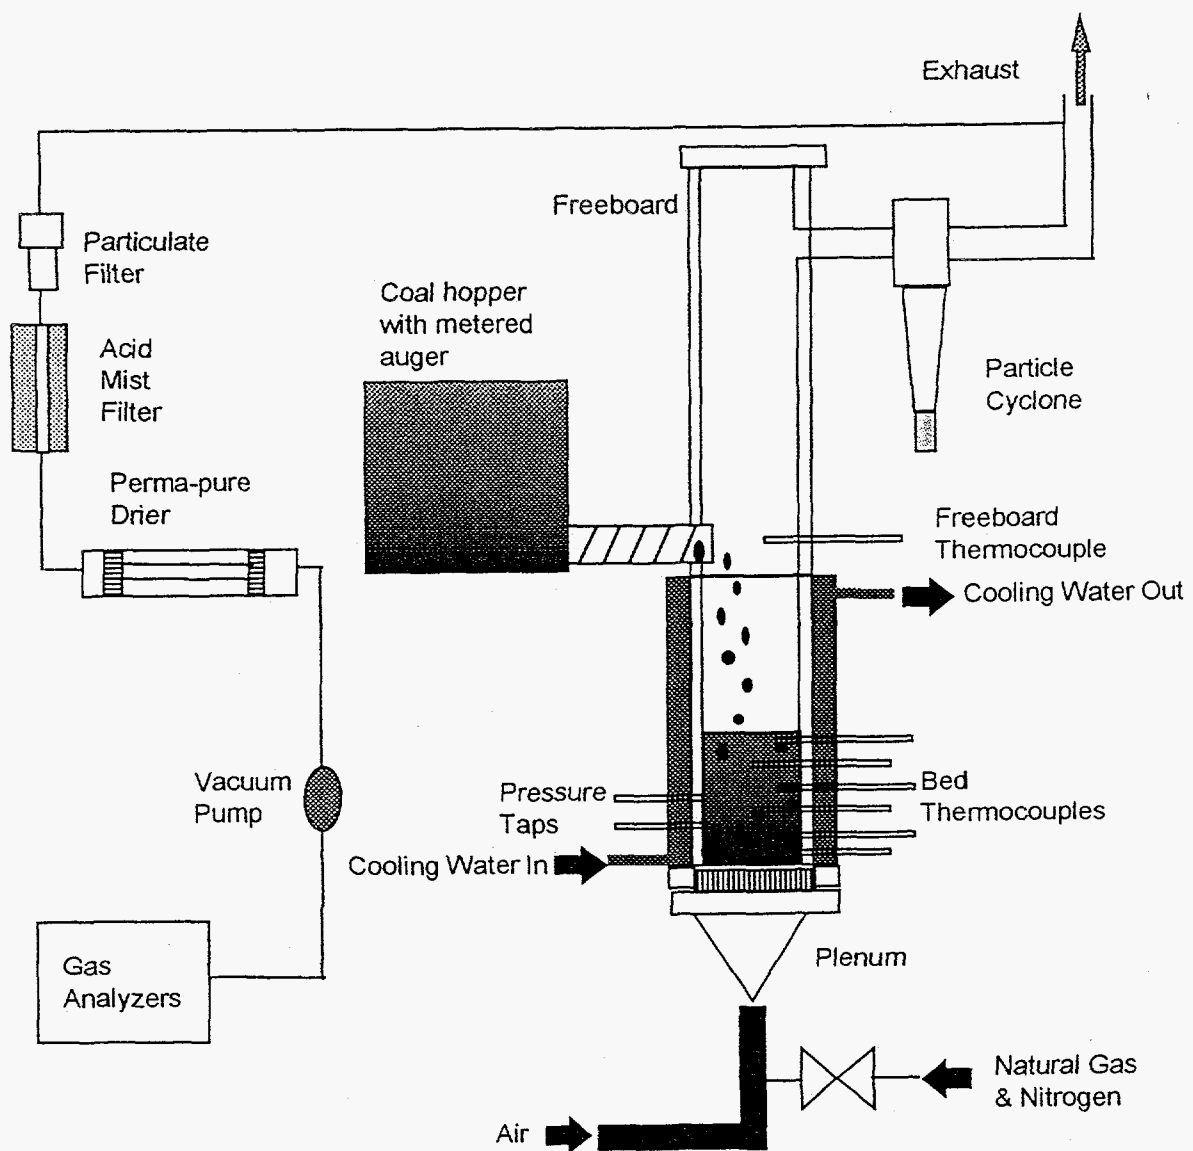 Exhaust
Freeboard
Particulate
Filter
Coal hopper
with metered
auger
Acid
Mist
Filter
Particle
Cyclone
Perma-pure
Drier
Freeboard
Thermocouple
Cooling Water Out
Vacuum
Pump
Pressure
Taps
Bed
Thermocouples
Cooling Water In
Plenum
Gas
Analyzers
Natural Gas
& Nitrogen
Air